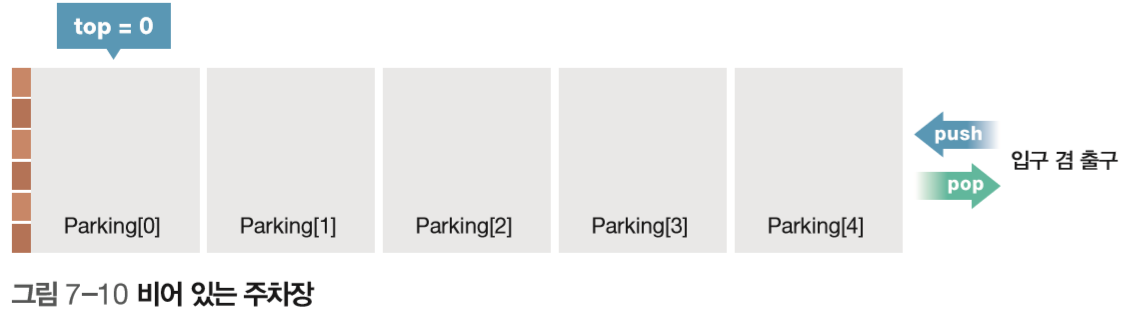 top = 0
push
입구 겸 출구
pop
Parking[0]
Parking[1]
Parking[2]
Parking[3]
Parking[4]
그림 7-10 비어 있는 주차장